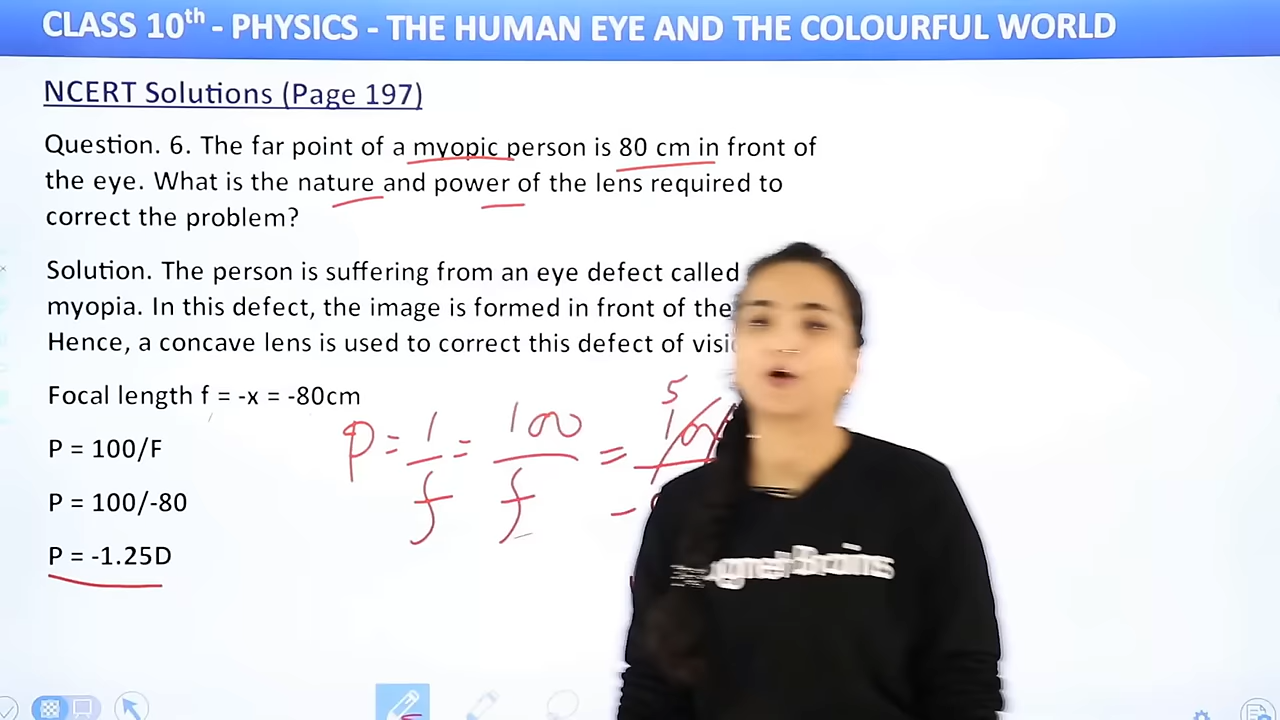 CLASS 10th - PHYSICS - THE HUMAN EYE AND THE COLOURFUL WORLD
NCERT Solutions (Page 197)
Question. 6. The far point of a myopic person is 80 cm in front of
the eye. What is the nature and power of the lens required to
correct the problem?
Solution. The person is suffering from an eye defect called
myopia. In this defect, the image is formed in front of the
Hence, a concave lens is used to correct this defect of
Focal length f = -x = -80cm
P = 1/f = 100/f =
5
P = 100/F
P = 100/-80
P = -1.25D
Brains